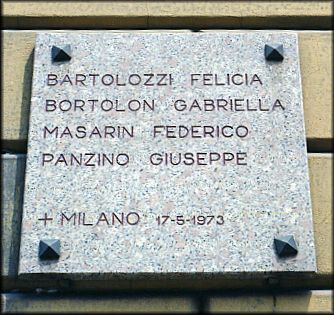 BARTOLOZZI FELICIA
BORTOLON GABRIELLA
MASARIN FEDERICO
PANZINO GIUSEPPE
+ MILANO 17-5-1973